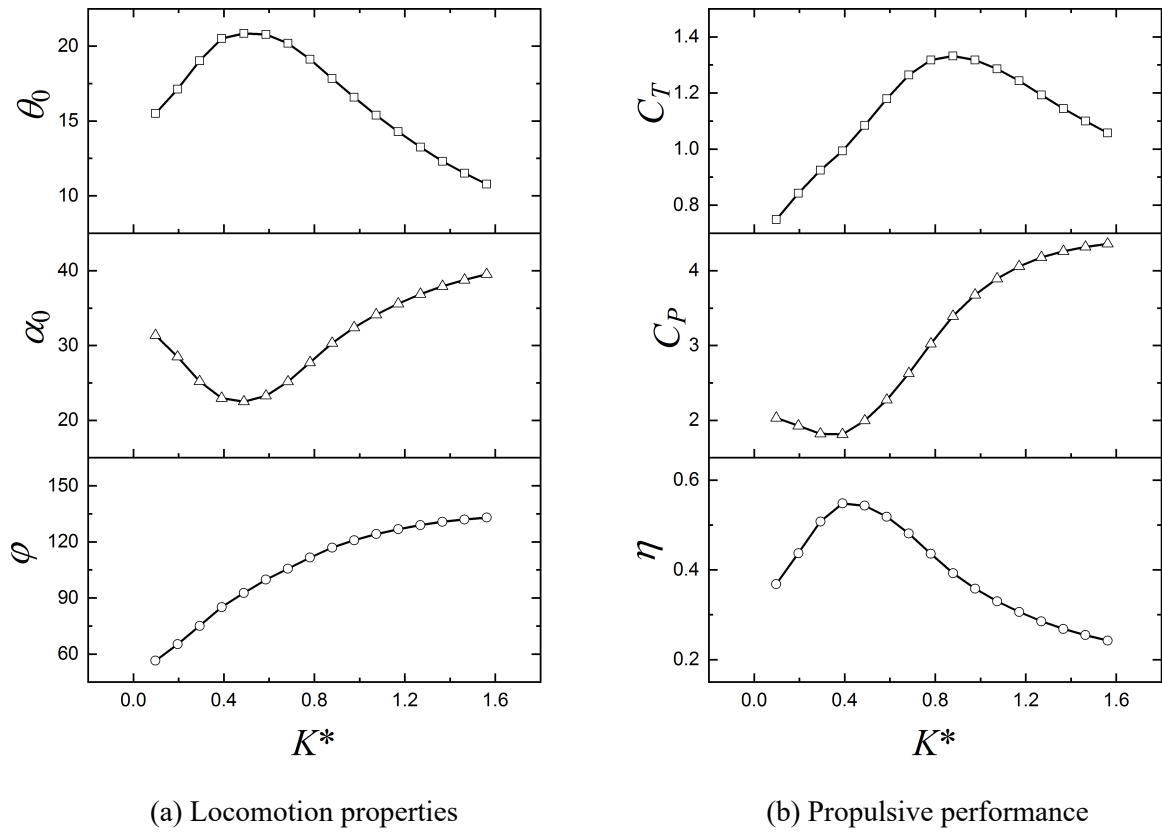 20
15
10
θ₀
40
30
20
α₀
150
120
90
60
φ
0.0 0.4 0.8 1.2 1.6
K*
(a) Locomotion properties
1.4
1.2
1.0
0.8
C_T
4
3
2
C_P
0.6
0.4
0.2
η
0.0 0.4 0.8 1.2 1.6
K*
(b) Propulsive performance